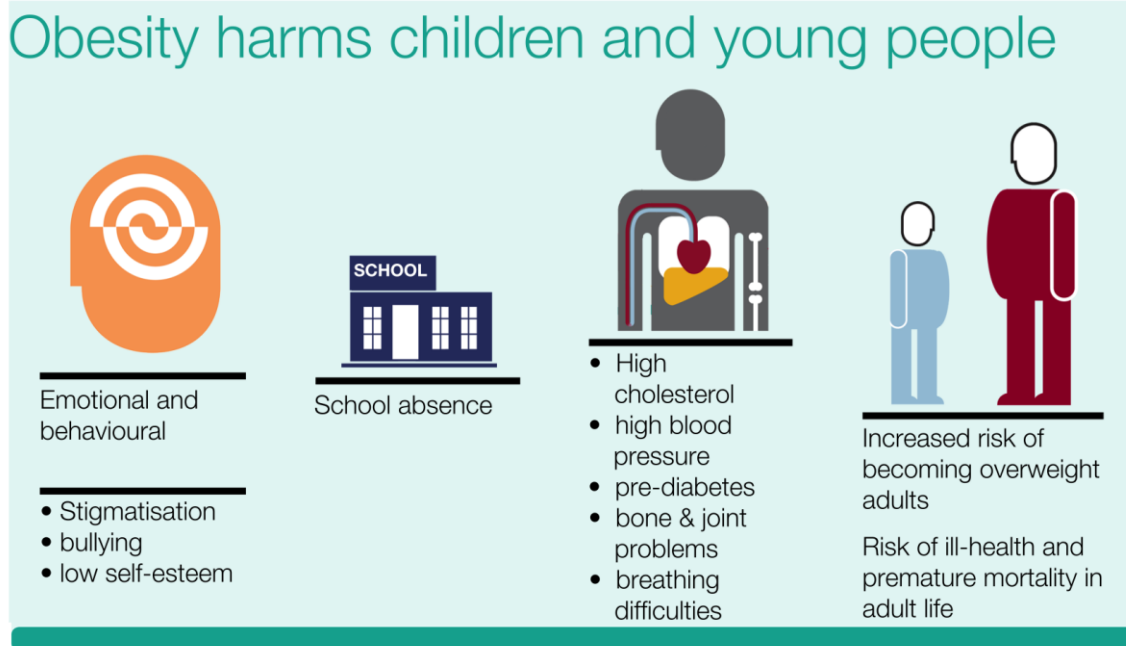 Obesity harms children and young people
SCHOOL
Emotional and
behavioural
• Stigmatisation
• bullying
• low self-esteem
School absence
• High
cholesterol
• high blood
pressure
• pre-diabetes
• bone & joint
problems
• breathing
difficulties
Increased risk of
becoming overweight
adults
Risk of ill-health and
premature mortality in
adult life